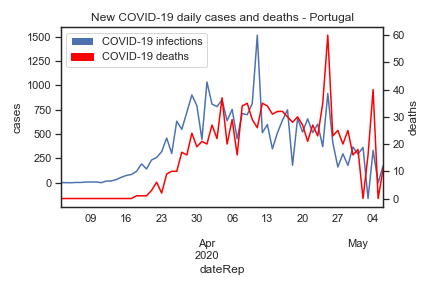 New COVID-19 daily cases and deaths - Portugal
COVID-19 infections
COVID-19 deaths
1500
1250
1000
750
500
250
0
cases
60
50
40
30
20
10
0
deaths
09 16 23 30 06 13 20 27 04
Apr May
2020
dateRep